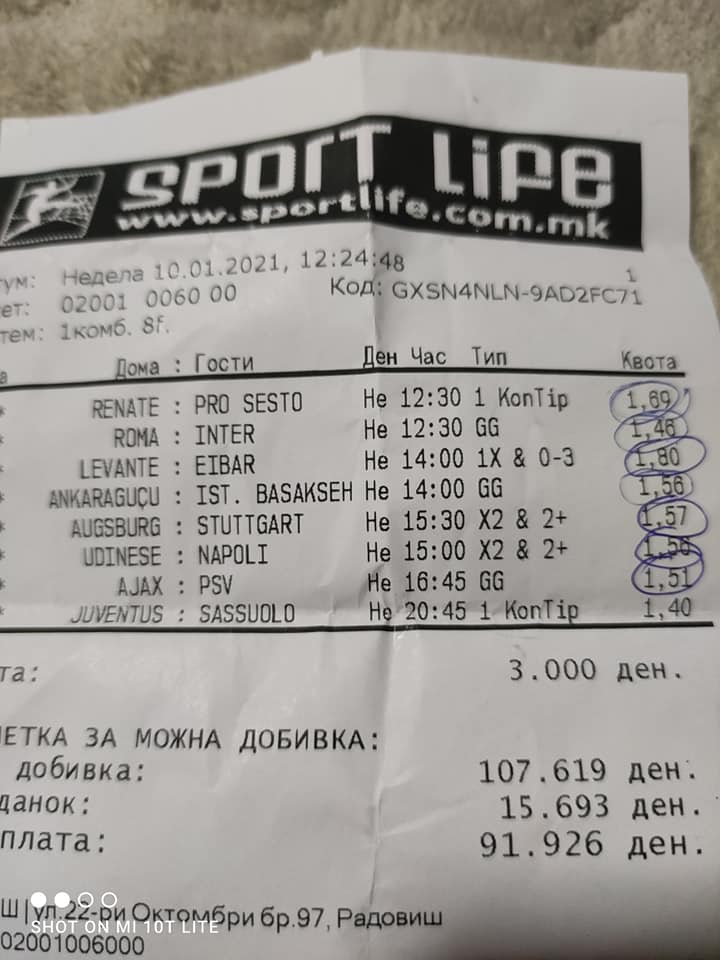 SPORT LIFE
www.sportlife.com.mk
ум: Недела 10.01.2021, 12:24:48
1
ет: 02001 0060 00 Код: GXSN4NLN-9AD2FC71
тем: 1комб. 8f.
а Дома : Гости Ден Час Тип Квота
* RENATE : PRO SESTO Не 12:30 1 KonTip 1,69
* ROMA : INTER Не 12:30 GG 1,46
* LEVANTE : EIBAR Не 14:00 1X & 0-3 1,80
* ANKARAGUÇU : IST. BASAKSEH Не 14:00 GG 1,56
* AUGSBURG : STUTTGART Не 15:30 X2 & 2+ 1,57
* UDINESE : NAPOLI Не 15:00 X2 & 2+
* AJAX : PSV Не 16:45 GG 1,51
* JUVENTUS : SASSUOLO Не 20:45 1 KonTip 1,40
та: 3.000 ден.
ЕТКА ЗА МОЖНА ДОБИВКА:
добивка: 107.619 ден.
данок: 15.693 ден.
плата: 91.926 ден.
Ш|ул.22-ри Октомбри бр.97, Радовиш
SHOT ON MI 10T LITE
02001006000